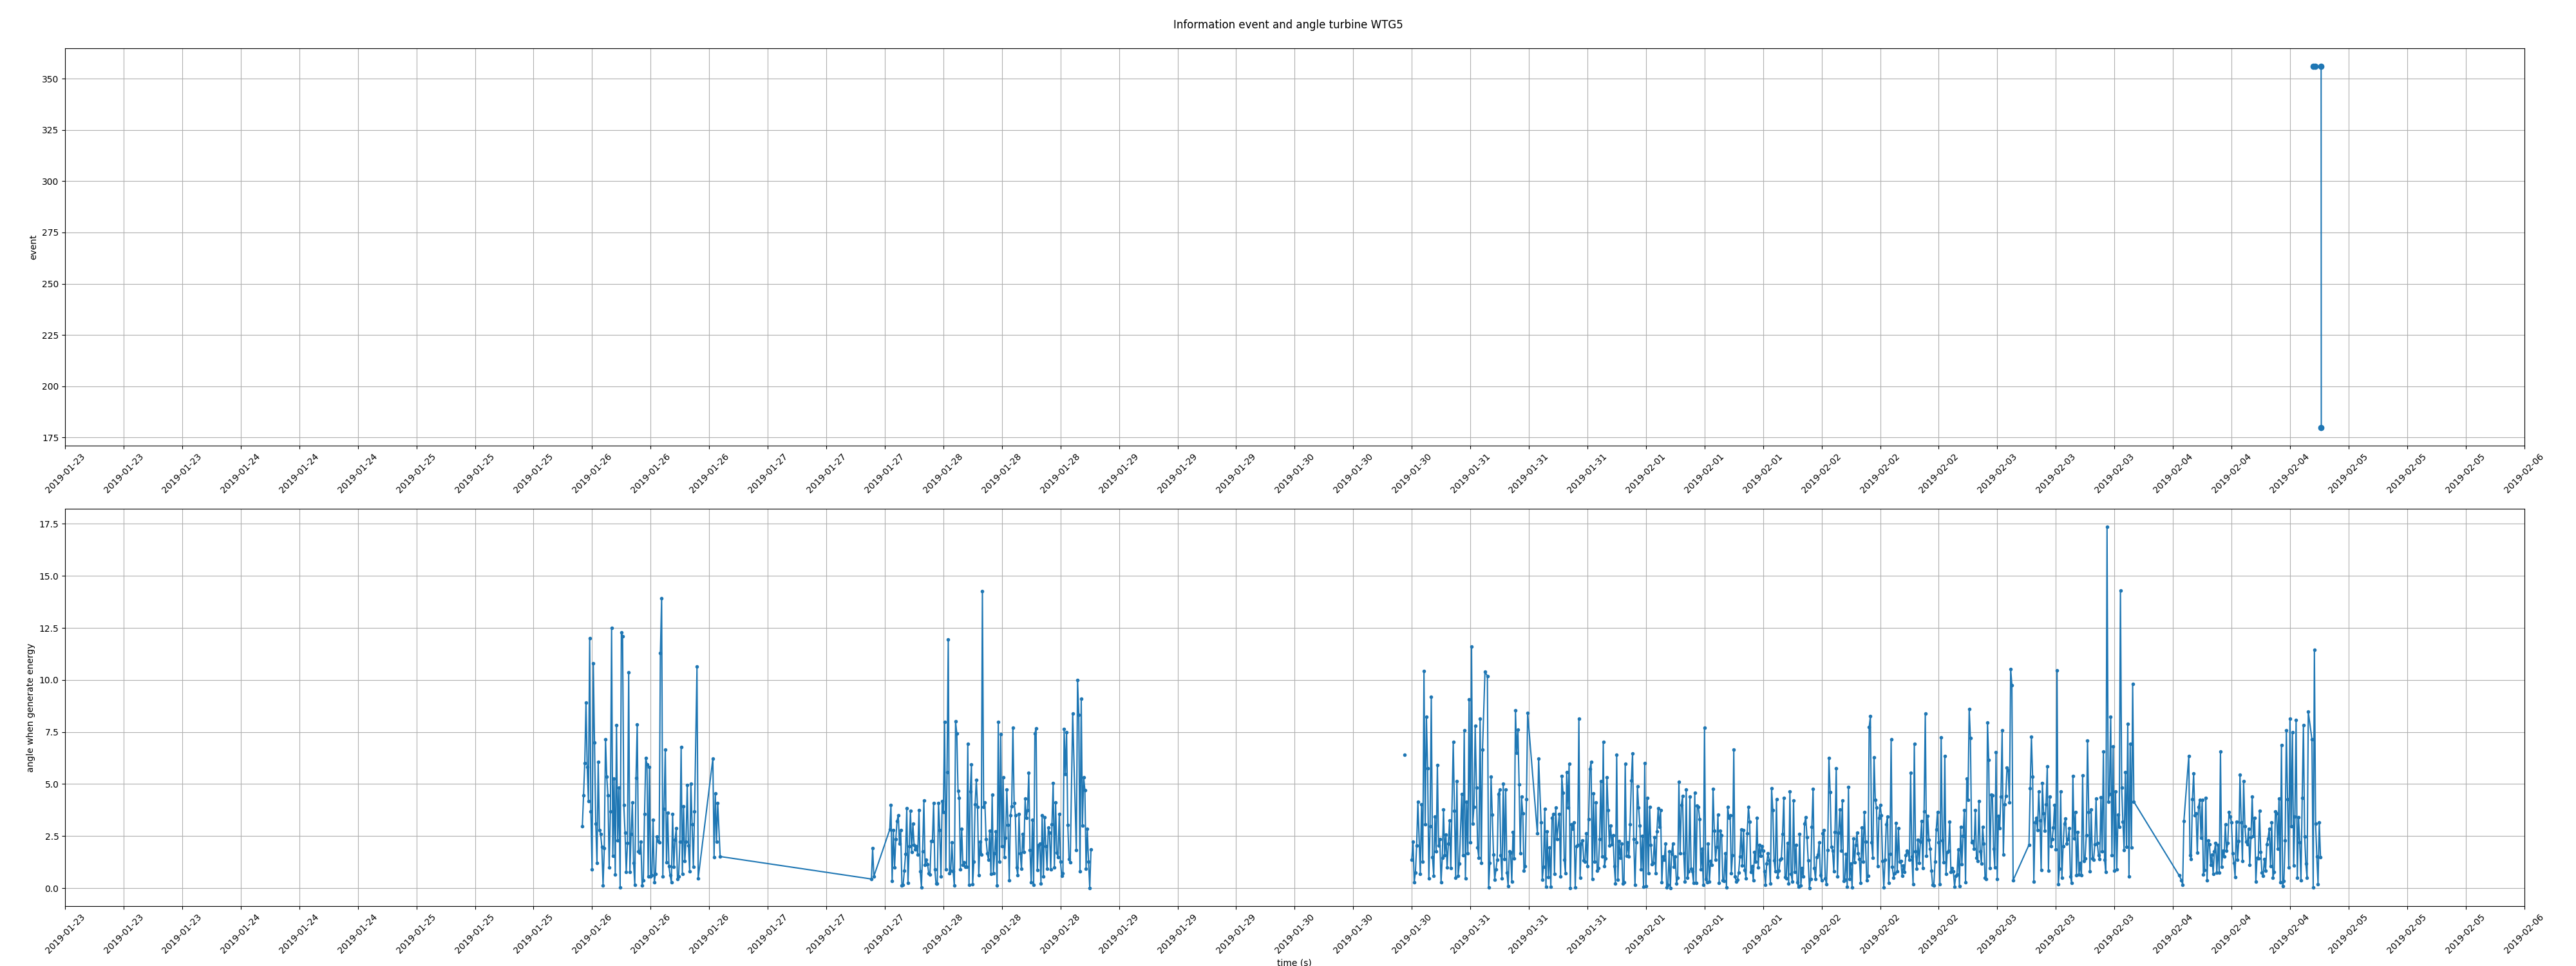 Information event and angle turbine WTG5
350
325
300
275
250
225
200
175
event
2019-01-23 2019-01-23 2019-01-23 2019-01-24 2019-01-24 2019-01-24 2019-01-25 2019-01-25 2019-01-25 2019-01-26 2019-01-26 2019-01-26 2019-01-27 2019-01-27 2019-01-27 2019-01-28 2019-01-28 2019-01-28 2019-01-29 2019-01-29 2019-01-29 2019-01-30 2019-01-30 2019-01-30 2019-01-31 2019-01-31 2019-01-31 2019-02-01 2019-02-01 2019-02-01 2019-02-02 2019-02-02 2019-02-02 2019-02-03 2019-02-03 2019-02-03 2019-02-04 2019-02-04 2019-02-04 2019-02-05 2019-02-05 2019-02-05 2019-02-06
17.5
15.0
12.5
10.0
7.5
5.0
2.5
0.0
angle when generate energy
2019-01-23 2019-01-23 2019-01-23 2019-01-24 2019-01-24 2019-01-24 2019-01-25 2019-01-25 2019-01-25 2019-01-26 2019-01-26 2019-01-26 2019-01-27 2019-01-27 2019-01-27 2019-01-28 2019-01-28 2019-01-28 2019-01-29 2019-01-29 2019-01-29 2019-01-30 2019-01-30 2019-01-30 2019-01-31 2019-01-31 2019-01-31 2019-02-01 2019-02-01 2019-02-01 2019-02-02 2019-02-02 2019-02-02 2019-02-03 2019-02-03 2019-02-03 2019-02-04 2019-02-04 2019-02-04 2019-02-05 2019-02-05 2019-02-05 2019-02-06
time (s)